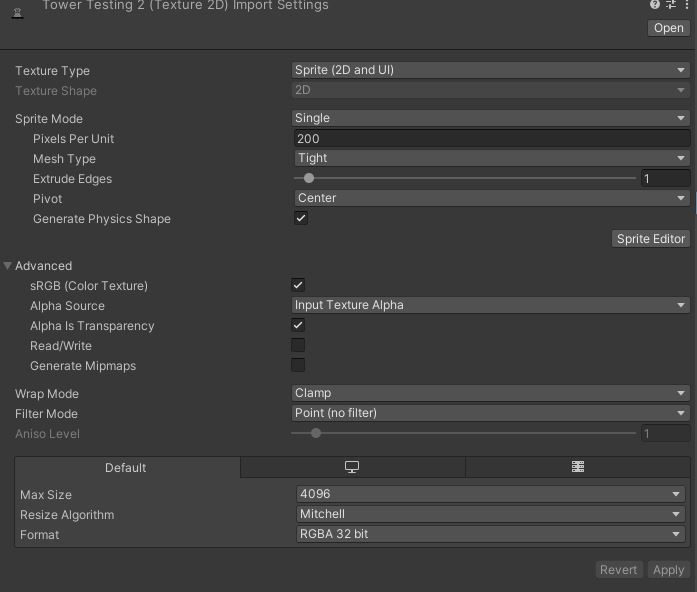 Tower Testing 2 (Texture 2D) Import Settings
Open
Texture Type Sprite (2D and UI)
Texture Shape 2D
Sprite Mode Single
Pixels Per Unit 200
Mesh Type Tight
Extrude Edges 1
Pivot Center
Generate Physics Shape
Sprite Editor
Advanced
sRGB (Color Texture)
Alpha Source Input Texture Alpha
Alpha Is Transparency
Read/Write
Generate Mipmaps
Wrap Mode Clamp
Filter Mode Point (no filter)
Aniso Level 1
Default
Max Size 4096
Resize Algorithm Mitchell
Format RGBA 32 bit
Revert Apply